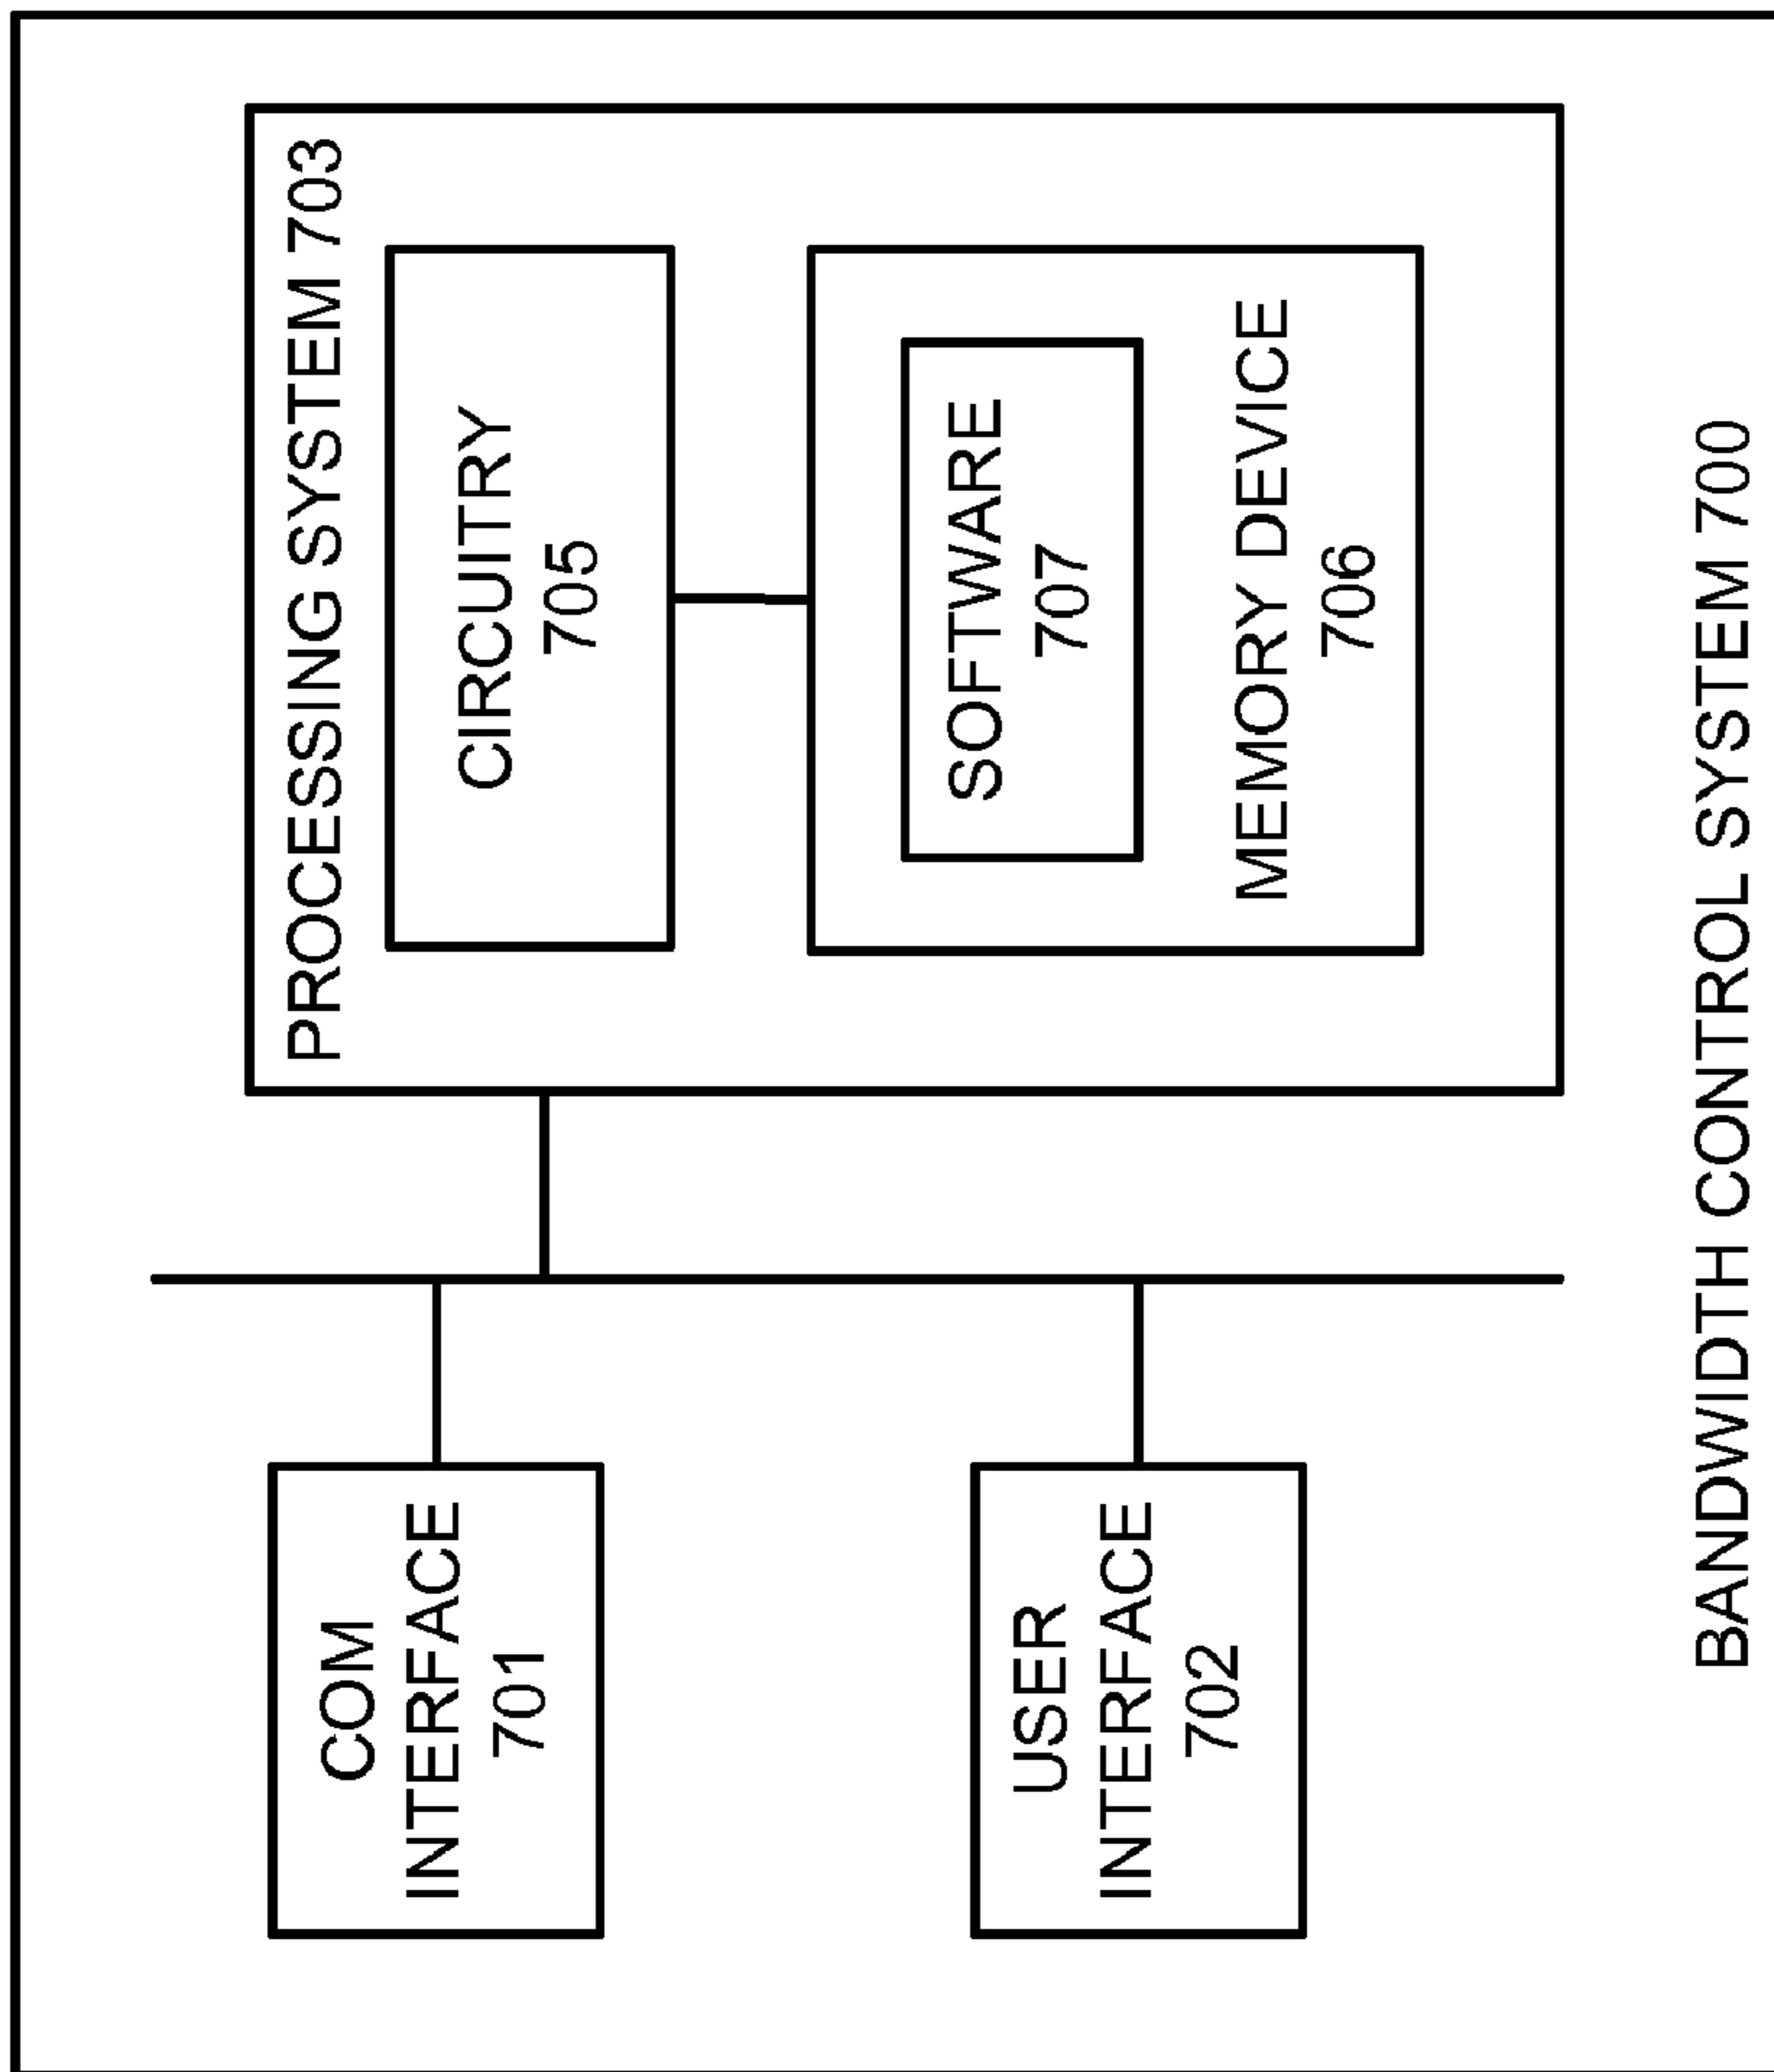 COM
INTERFACE
701
USER
INTERFACE
702
PROCESSING SYSTEM 703
CIRCUITRY
705
SOFTWARE
707
MEMORY DEVICE
706
BANDWIDTH CONTROL SYSTEM 700